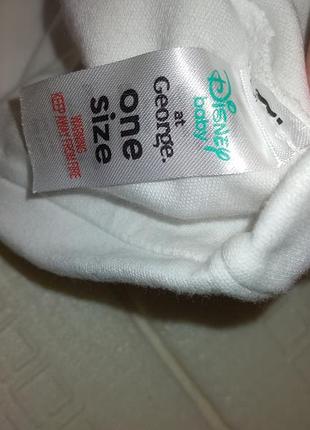 DISNEY
baby
at
George.
one
size
WARNING
KEEP AWAY FROM FIRE